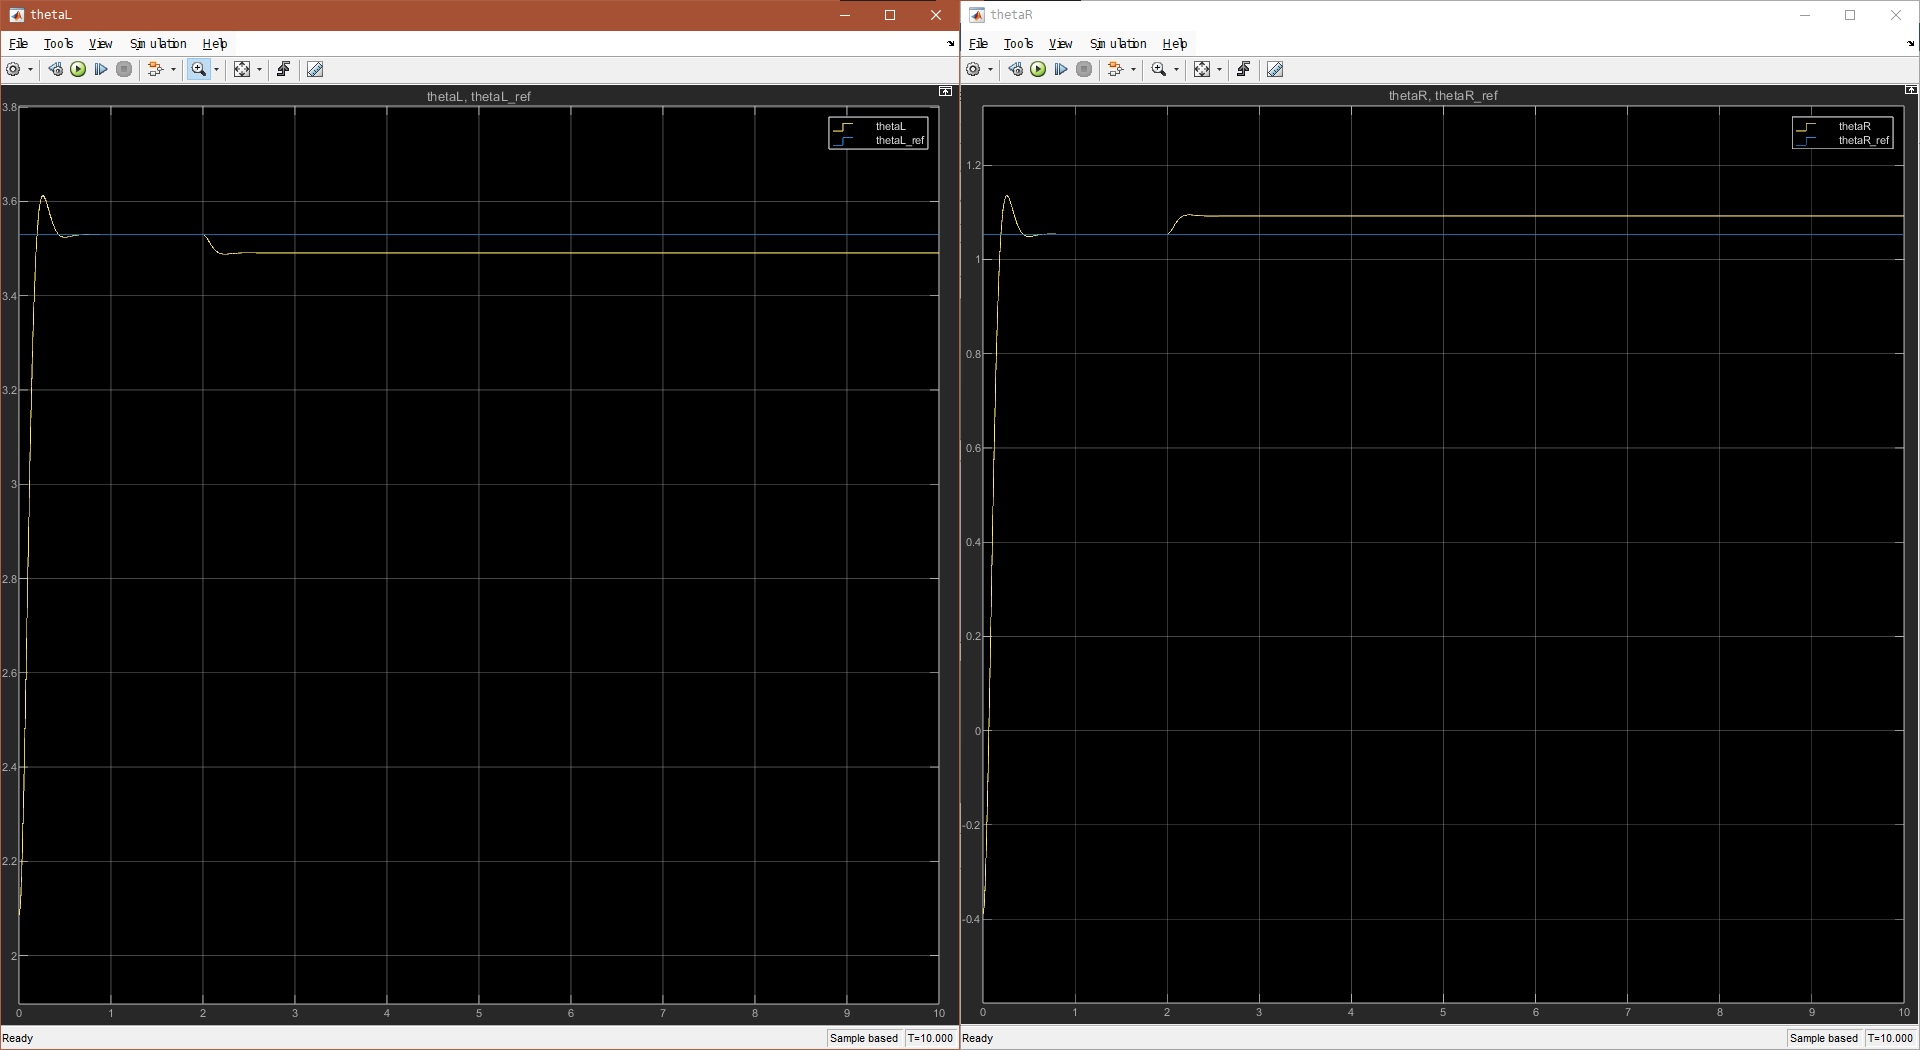 thetaL
File Tools View Simulation Help
thetaL, thetaL_ref
thetaL
thetaL_ref
3.8
3.6
3.4
3.2
3
2.8
2.6
2.4
2.2
2
0 1 2 3 4 5 6 7 8 9 10
Ready
Sample based T=10.000
thetaR
File Tools View Simulation Help
thetaR, thetaR_ref
thetaR
thetaR_ref
1.2
1
0.8
0.6
0.4
0.2
0
-0.2
-0.4
0 1 2 3 4 5 6 7 8 9 10
Ready
Sample based T=10.000